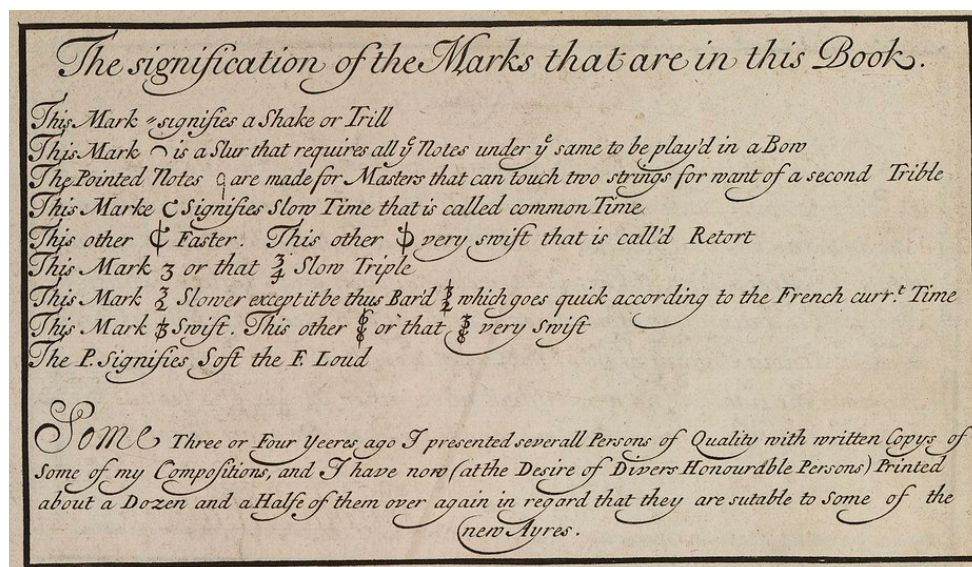 The signification of the Marks that are in this Book.
This Mark 〃 signifies a Shake or Trill
This Mark ⌒ is a Slur that requires all yᵉ Notes under yᵉ same to be play'd in a Bow
The Pointed Notes are made for Masters that can touch two strings for want of a second Trible
This Marke C Signifies Slow Time that is called common Time
This other ₵ Faster. This other very swift that is call'd Retort
This Mark 3 or that 3/4 Slow Triple
This Mark 3/2 Slower except it be thus Bar'd which goes quick according to the French curr.ᵗ Time
This Mark Swift. This other or that very swift
The P. Signifies Soft the F. Loud
Some Three or Four Yeeres ago I presented severall Persons of Quality with written Copys of
Some of my Compositions, and I have now (at the Desire of Divers Honourable Persons) Printed
about a Dozen and a Halfe of them over again in regard that they are sutable to Some of the
new Ayres.